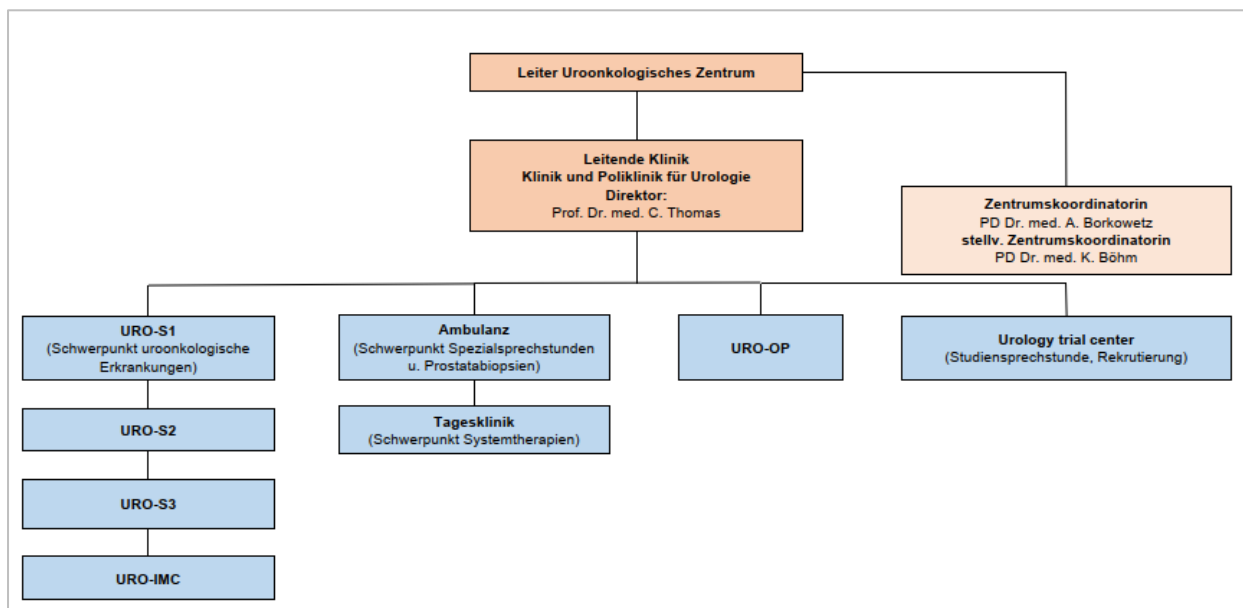 Leiter Uroonkologisches Zentrum
Leitende Klinik
Klinik und Poliklinik für Urologie
Direktor:
Prof. Dr. med. C. Thomas
Zentrumskoordinatorin
PD Dr. med. A. Borkowetz
stellv. Zentrumskoordinatorin
PD Dr. med. K. Böhm
URO-S1
(Schwerpunkt uroonkologische
Erkrankungen)
Ambulanz
(Schwerpunkt Spezialsprechstunden
u. Prostatabiopsien)
URO-OP
Urology trial center
(Studiensprechstunde, Rekrutierung)
URO-S2
Tagesklinik
(Schwerpunkt Systemtherapien)
URO-S3
URO-IMC